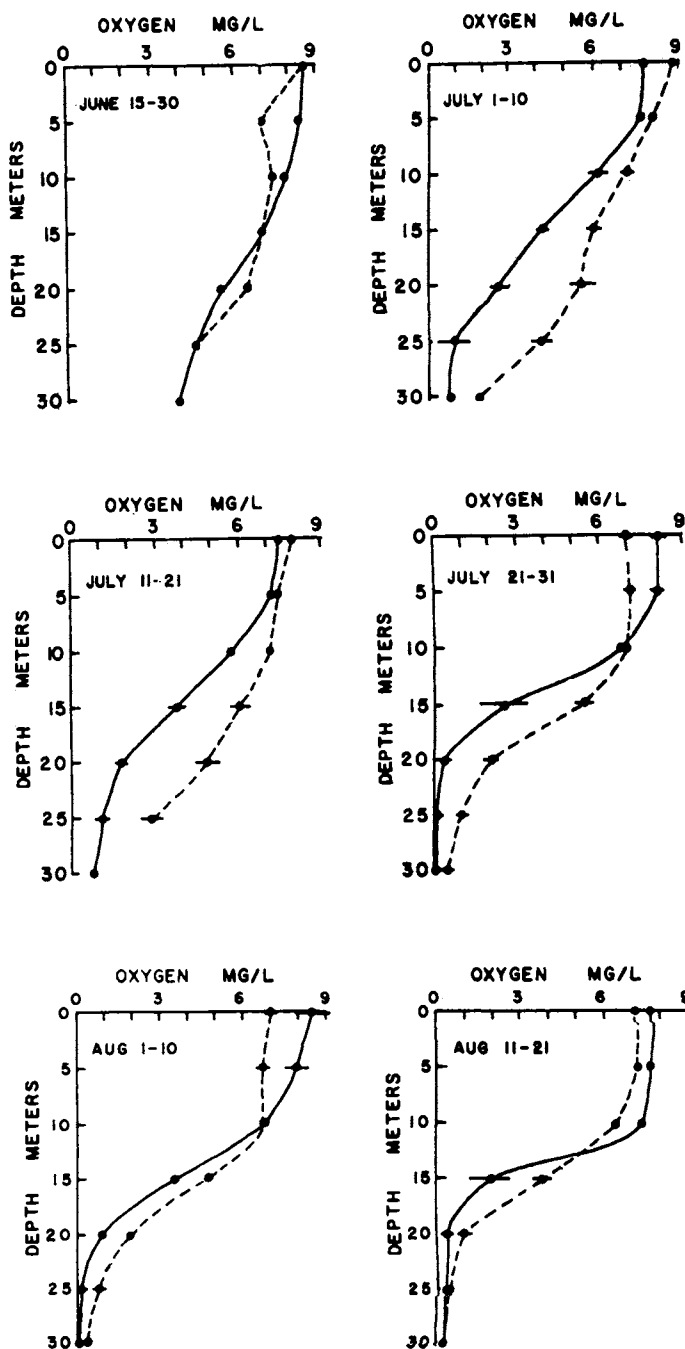 OXYGEN MG/L
0 3 6 9
JUNE 15-30
DEPTH METERS
0
5
10
15
20
25
30
OXYGEN MG/L
0 3 6 9
JULY 1-10
DEPTH METERS
0
5
10
15
20
25
30
OXYGEN MG/L
0 3 6 9
JULY 11-21
DEPTH METERS
0
5
10
15
20
25
30
OXYGEN MG/L
0 3 6 9
JULY 21-31
DEPTH METERS
0
5
10
15
20
25
30
OXYGEN MG/L
0 3 6 9
AUG 1-10
DEPTH METERS
0
5
10
15
20
25
30
OXYGEN MG/L
0 3 6 9
AUG 11-21
DEPTH METERS
0
5
10
15
20
25
30